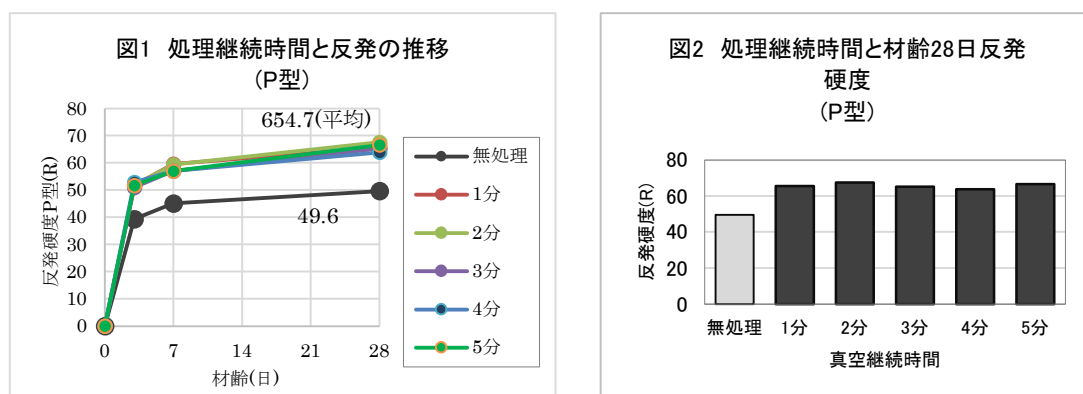 図1 処理継続時間と反発の推移
(P型)
80
70
60
50
40
30
20
10
0
反発硬度P型(R)
654.7(平均)
49.6
0 7 14 21 28
材齢(日)
無処理
1分
2分
3分
4分
5分
図2 処理継続時間と材齢28日反発
硬度
(P型)
80
60
40
20
0
反発硬度(R)
無処理 1分 2分 3分 4分 5分
真空継続時間